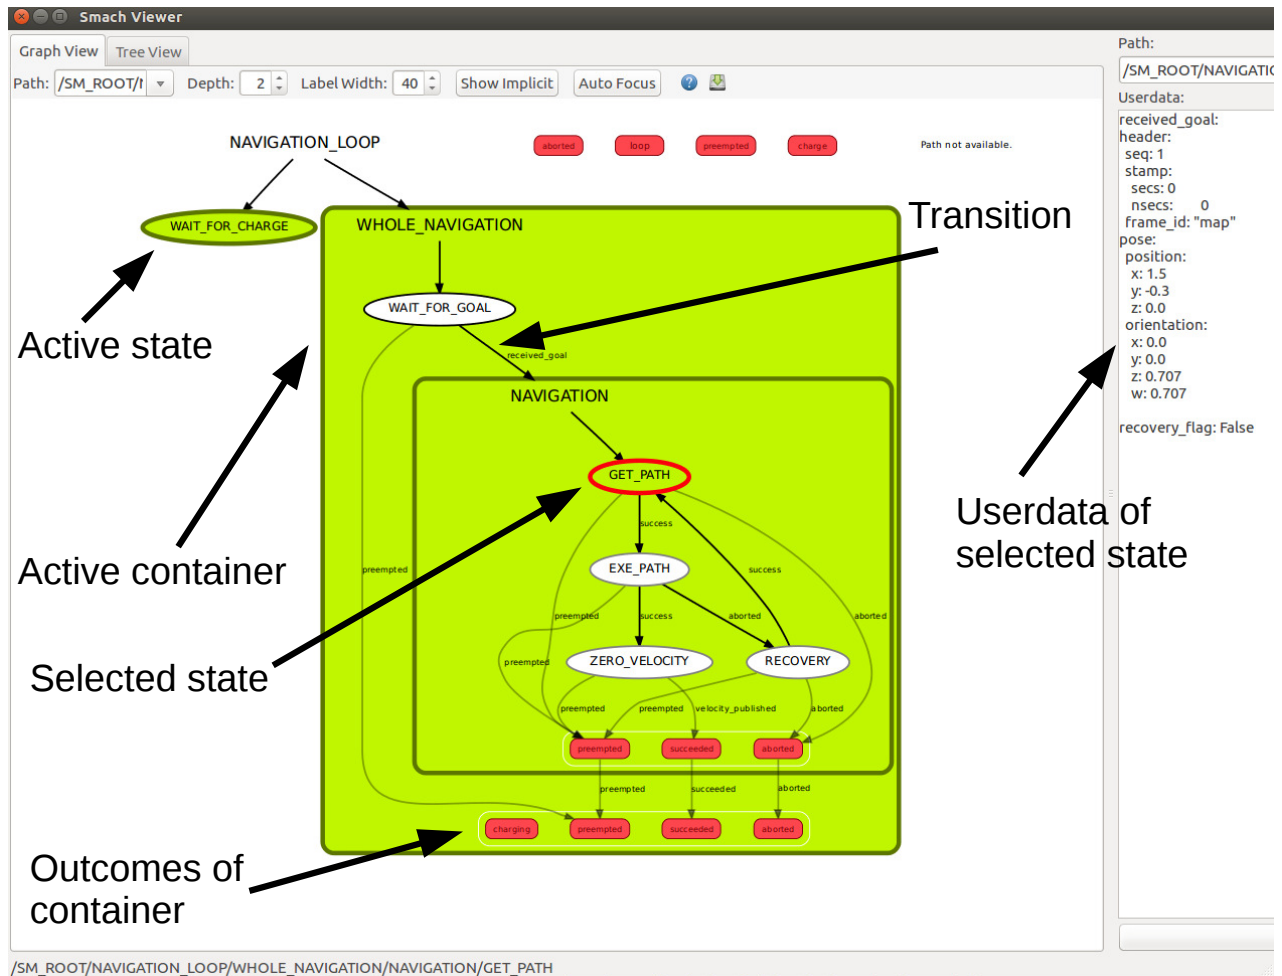 Smach Viewer
Graph View
Tree View
Path:
/SM_ROOT/
Depth:
2
Label Width:
40
Show Implicit
Auto Focus
Path:
/SM_ROOT/NAVIGATIO
Userdata:
received_goal:
header:
seq: 1
stamp:
secs: 0
nsecs: 0
frame_id: "map"
pose:
position:
x: 1.5
y: -0.3
z: 0.0
orientation:
x: 0.0
y: 0.0
z: 0.707
w: 0.707
recovery_flag: False
NAVIGATION_LOOP
aborted
loop
preempted
charge
Path not available.
WAIT_FOR_CHARGE
WHOLE_NAVIGATION
Transition
WAIT_FOR_GOAL
Active state
received_goal
NAVIGATION
GET_PATH
Userdata of
selected state
success
Active container
preempted
EXE_PATH
success
preempted
success
aborted
aborted
Selected state
preempted
ZERO_VELOCITY
RECOVERY
preempted
preempted
velocity_published
aborted
preempted
succeeded
aborted
preempted
succeeded
aborted
charging
preempted
succeeded
aborted
Outcomes of
container
/SM_ROOT/NAVIGATION_LOOP/WHOLE_NAVIGATION/NAVIGATION/GET_PATH